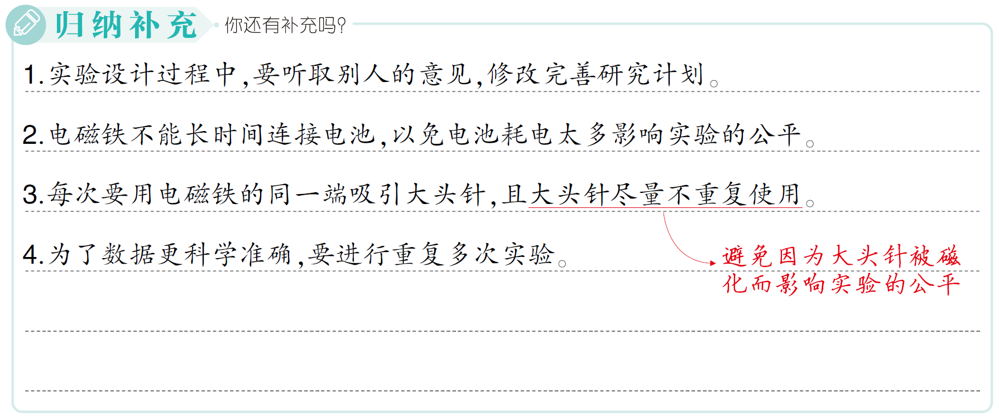 归纳补充 你还有补充吗?
1.实验设计过程中,要听取别人的意见,修改完善研究计划。
2.电磁铁不能长时间连接电池,以免电池耗电太多影响实验的公平。
3.每次要用电磁铁的同一端吸引大头针,且大头针尽量不重复使用。
4.为了数据更科学准确,要进行重复多次实验。
避免因为大头针被磁
化而影响实验的公平